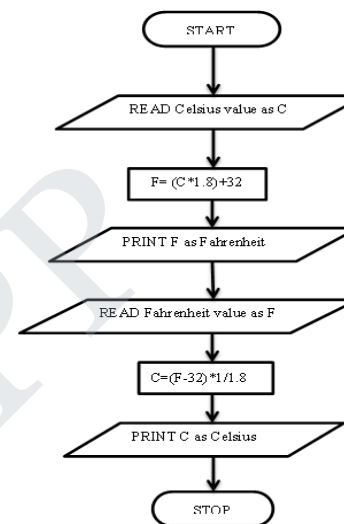 START
READ Celsius value as C
F= (C*1.8)+32
PRINT F as Fahrenheit
READ Fahrenheit value as F
C=(F-32)*1/1.8
PRINT C as Celsius
STOP